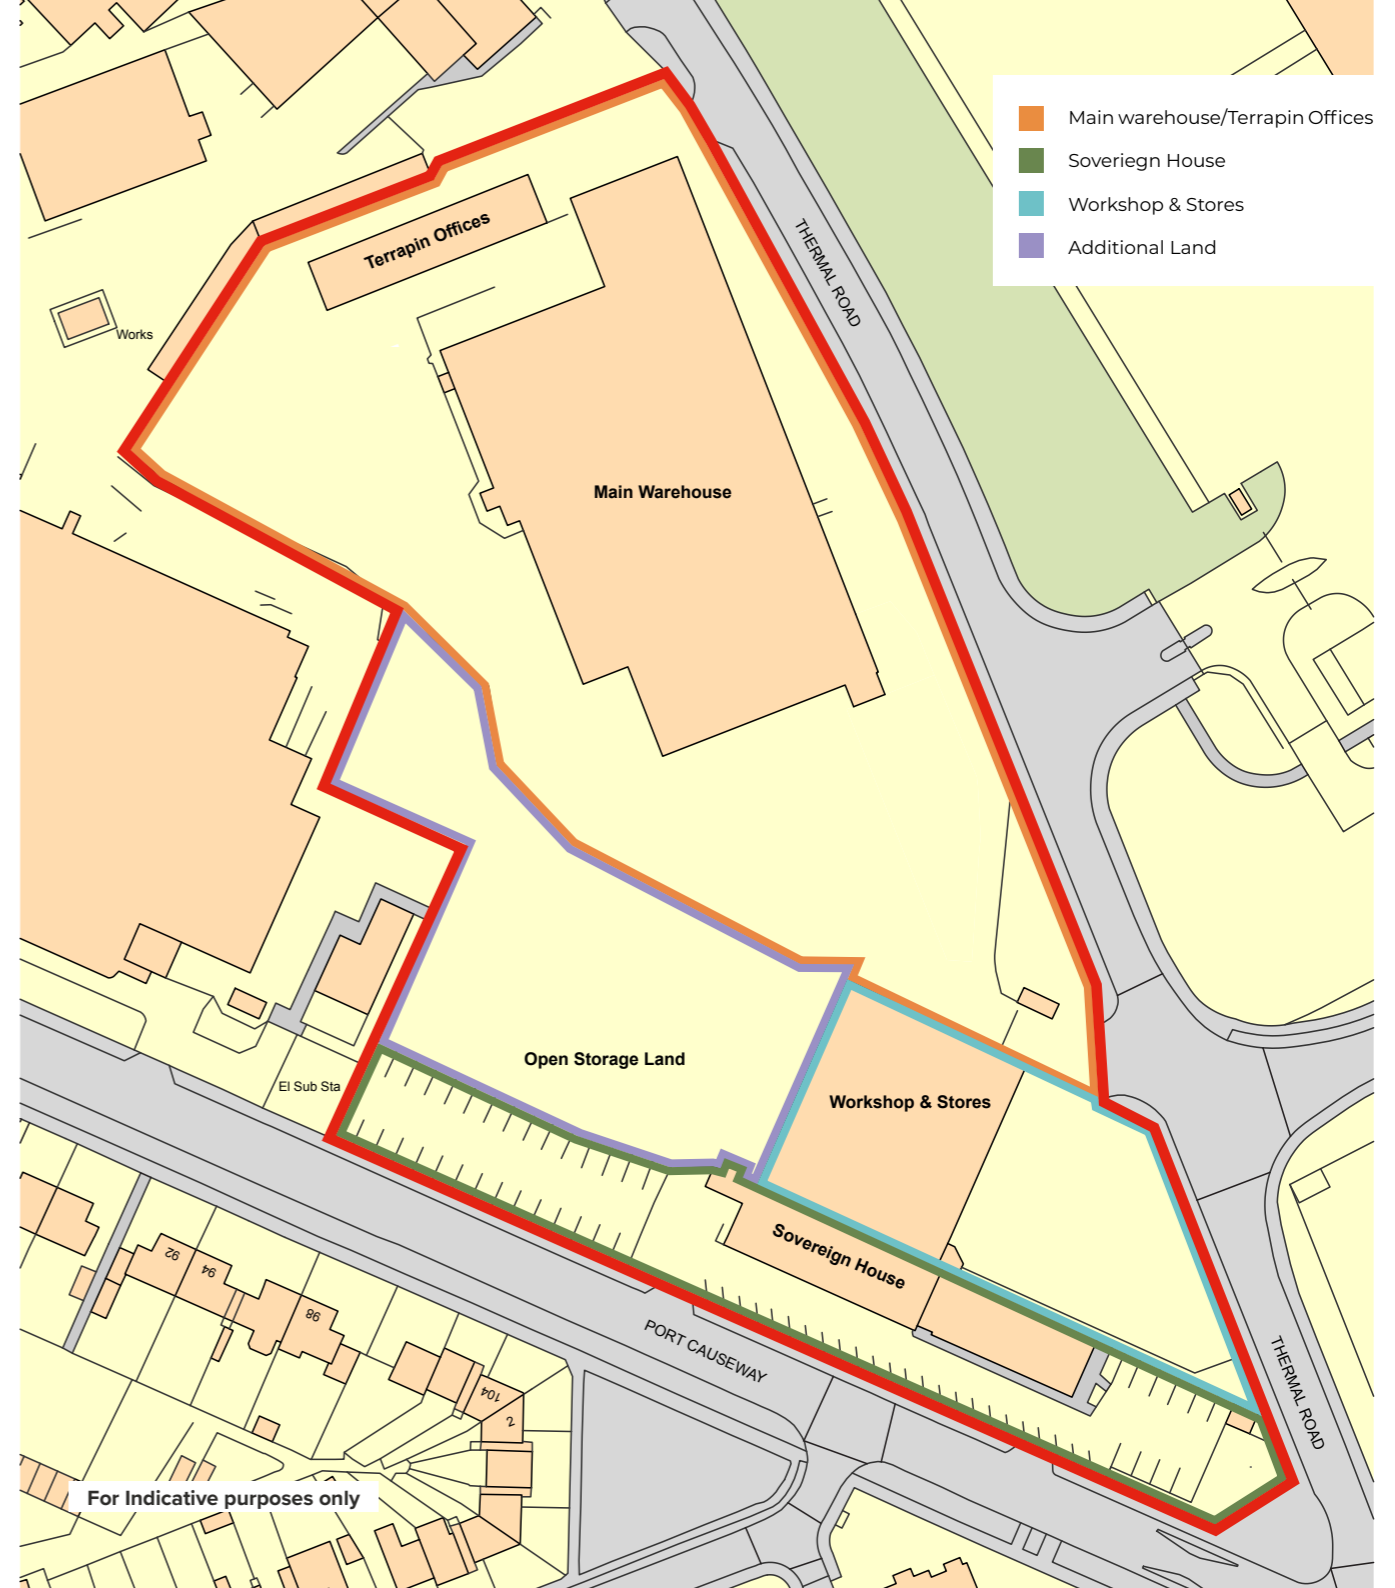 Main warehouse/Terrapin Offices
Soveriegn House
Workshop & Stores
Additional Land
THERMAL ROAD
Terrapin Offices
Works
Main Warehouse
Open Storage Land
El Sub Sta
Workshop & Stores
Sovereign House
PORT CAUSEWAY
THERMAL ROAD
92
94
98
104
2
For Indicative purposes only